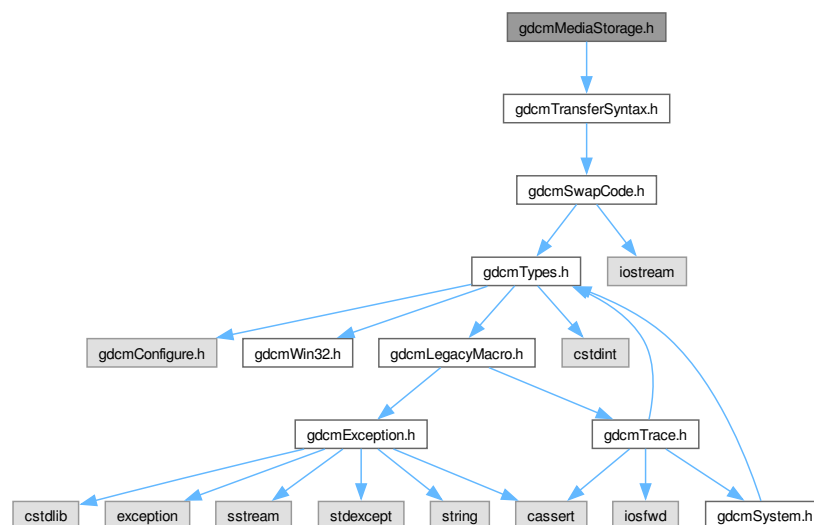 gdcmMediaStorage.h
gdcmTransferSyntax.h
gdcmSwapCode.h
gdcmTypes.h
iostream
gdcmConfigure.h
gdcmWin32.h
gdcmLegacyMacro.h
cstdint
gdcmException.h
gdcmTrace.h
cstdlib
exception
sstream
stdexcept
string
cassert
iosfwd
gdcmSystem.h